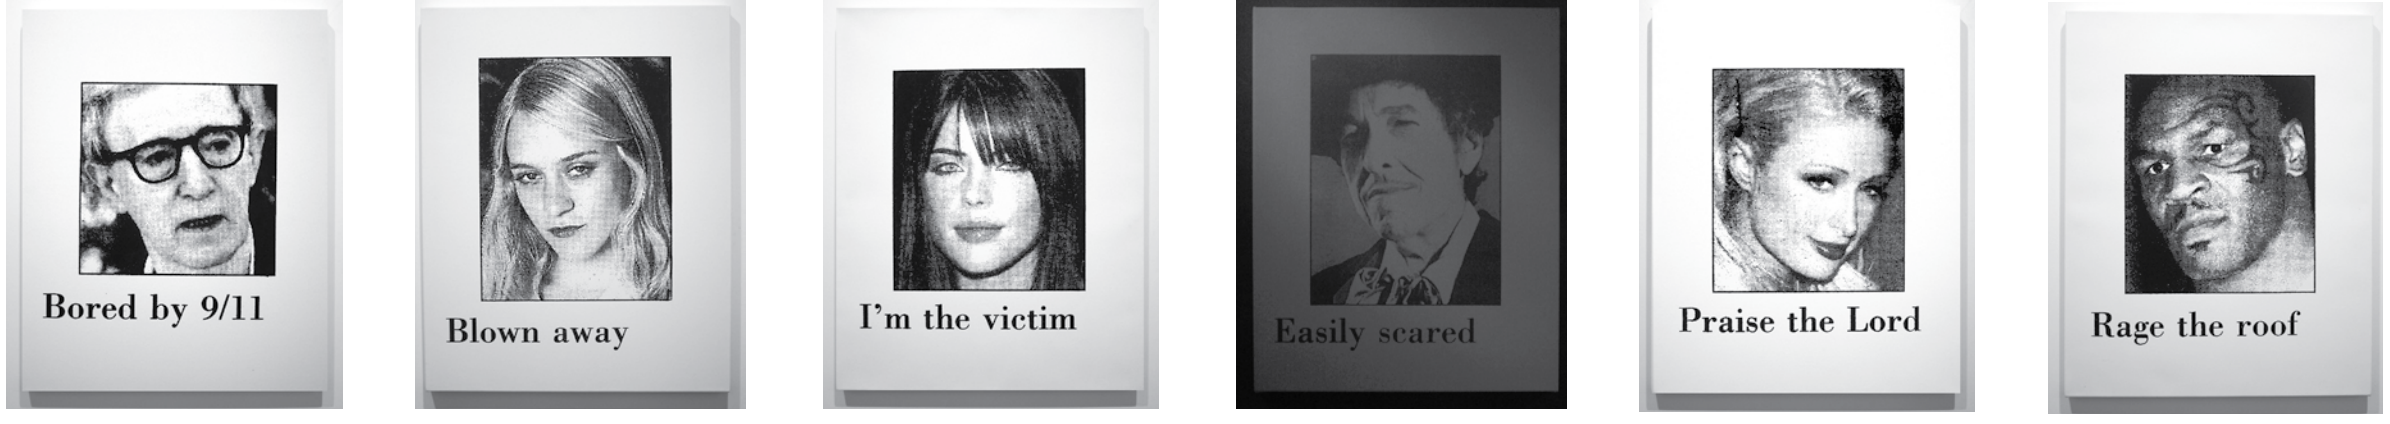 Bored by 9/11
Blown away
I'm the victim
Easily scared
Praise the Lord
Rage the roof